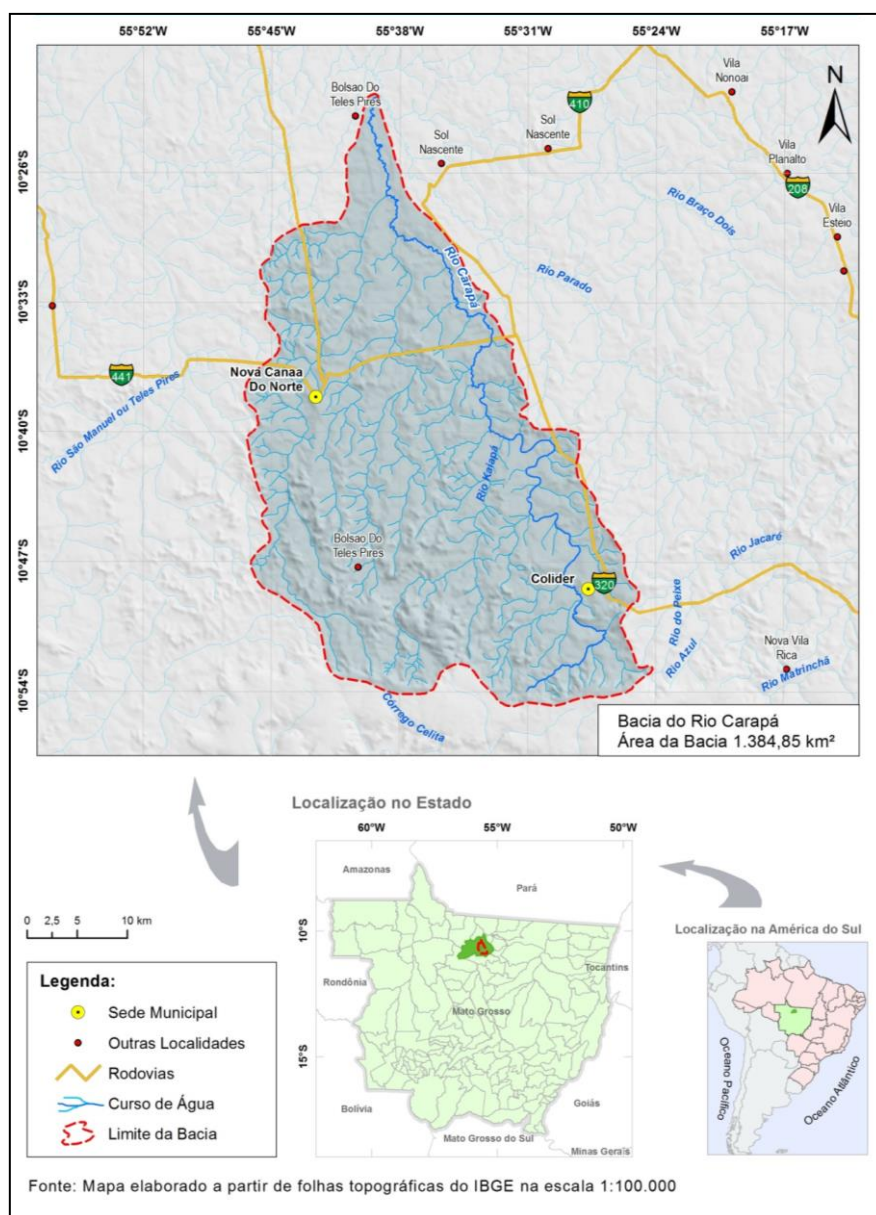 55°52'W
55°45'W
55°38'W
55°31'W
55°24'W
55°17'W
Bolsao Do
Teles Pires
Vila
Nonoai
N
410
Sol
Nascente
Sol
Nascente
Vila
Planalto
208
10°26'S
Rio Braço Dois
Vila
Esteio
Rio Carapá
Rio Parado
10°33'S
441
Nová Canaa
Do Norte
Rio São Manuel ou Teles Pires
10°40'S
Rio Kaiapá
Bolsao Do
Teles Pires
10°47'S
Rio Jacaré
Colider
320
Rio do Peixe
Rio Azul
Nova Vila
Rica
Rio Matrinchã
10°54'S
Córrego Celita
Bacia do Rio Carapá
Área da Bacia 1.384,85 km²
Localização no Estado
60°W
55°W
50°W
Amazonas
Pará
0 2,5 5 10 km
10°S
Localização na América do Sul
Rondônia
Tocantins
Mato Grosso
15°S
Bolívia
Goiás
Mato Grosso do Sul
Minas Gerais
Oceano Pacífico
Oceano Atlântico
Legenda:
Sede Municipal
Outras Localidades
Rodovias
Curso de Água
Limite da Bacia
Fonte: Mapa elaborado a partir de folhas topográficas do IBGE na escala 1:100.000